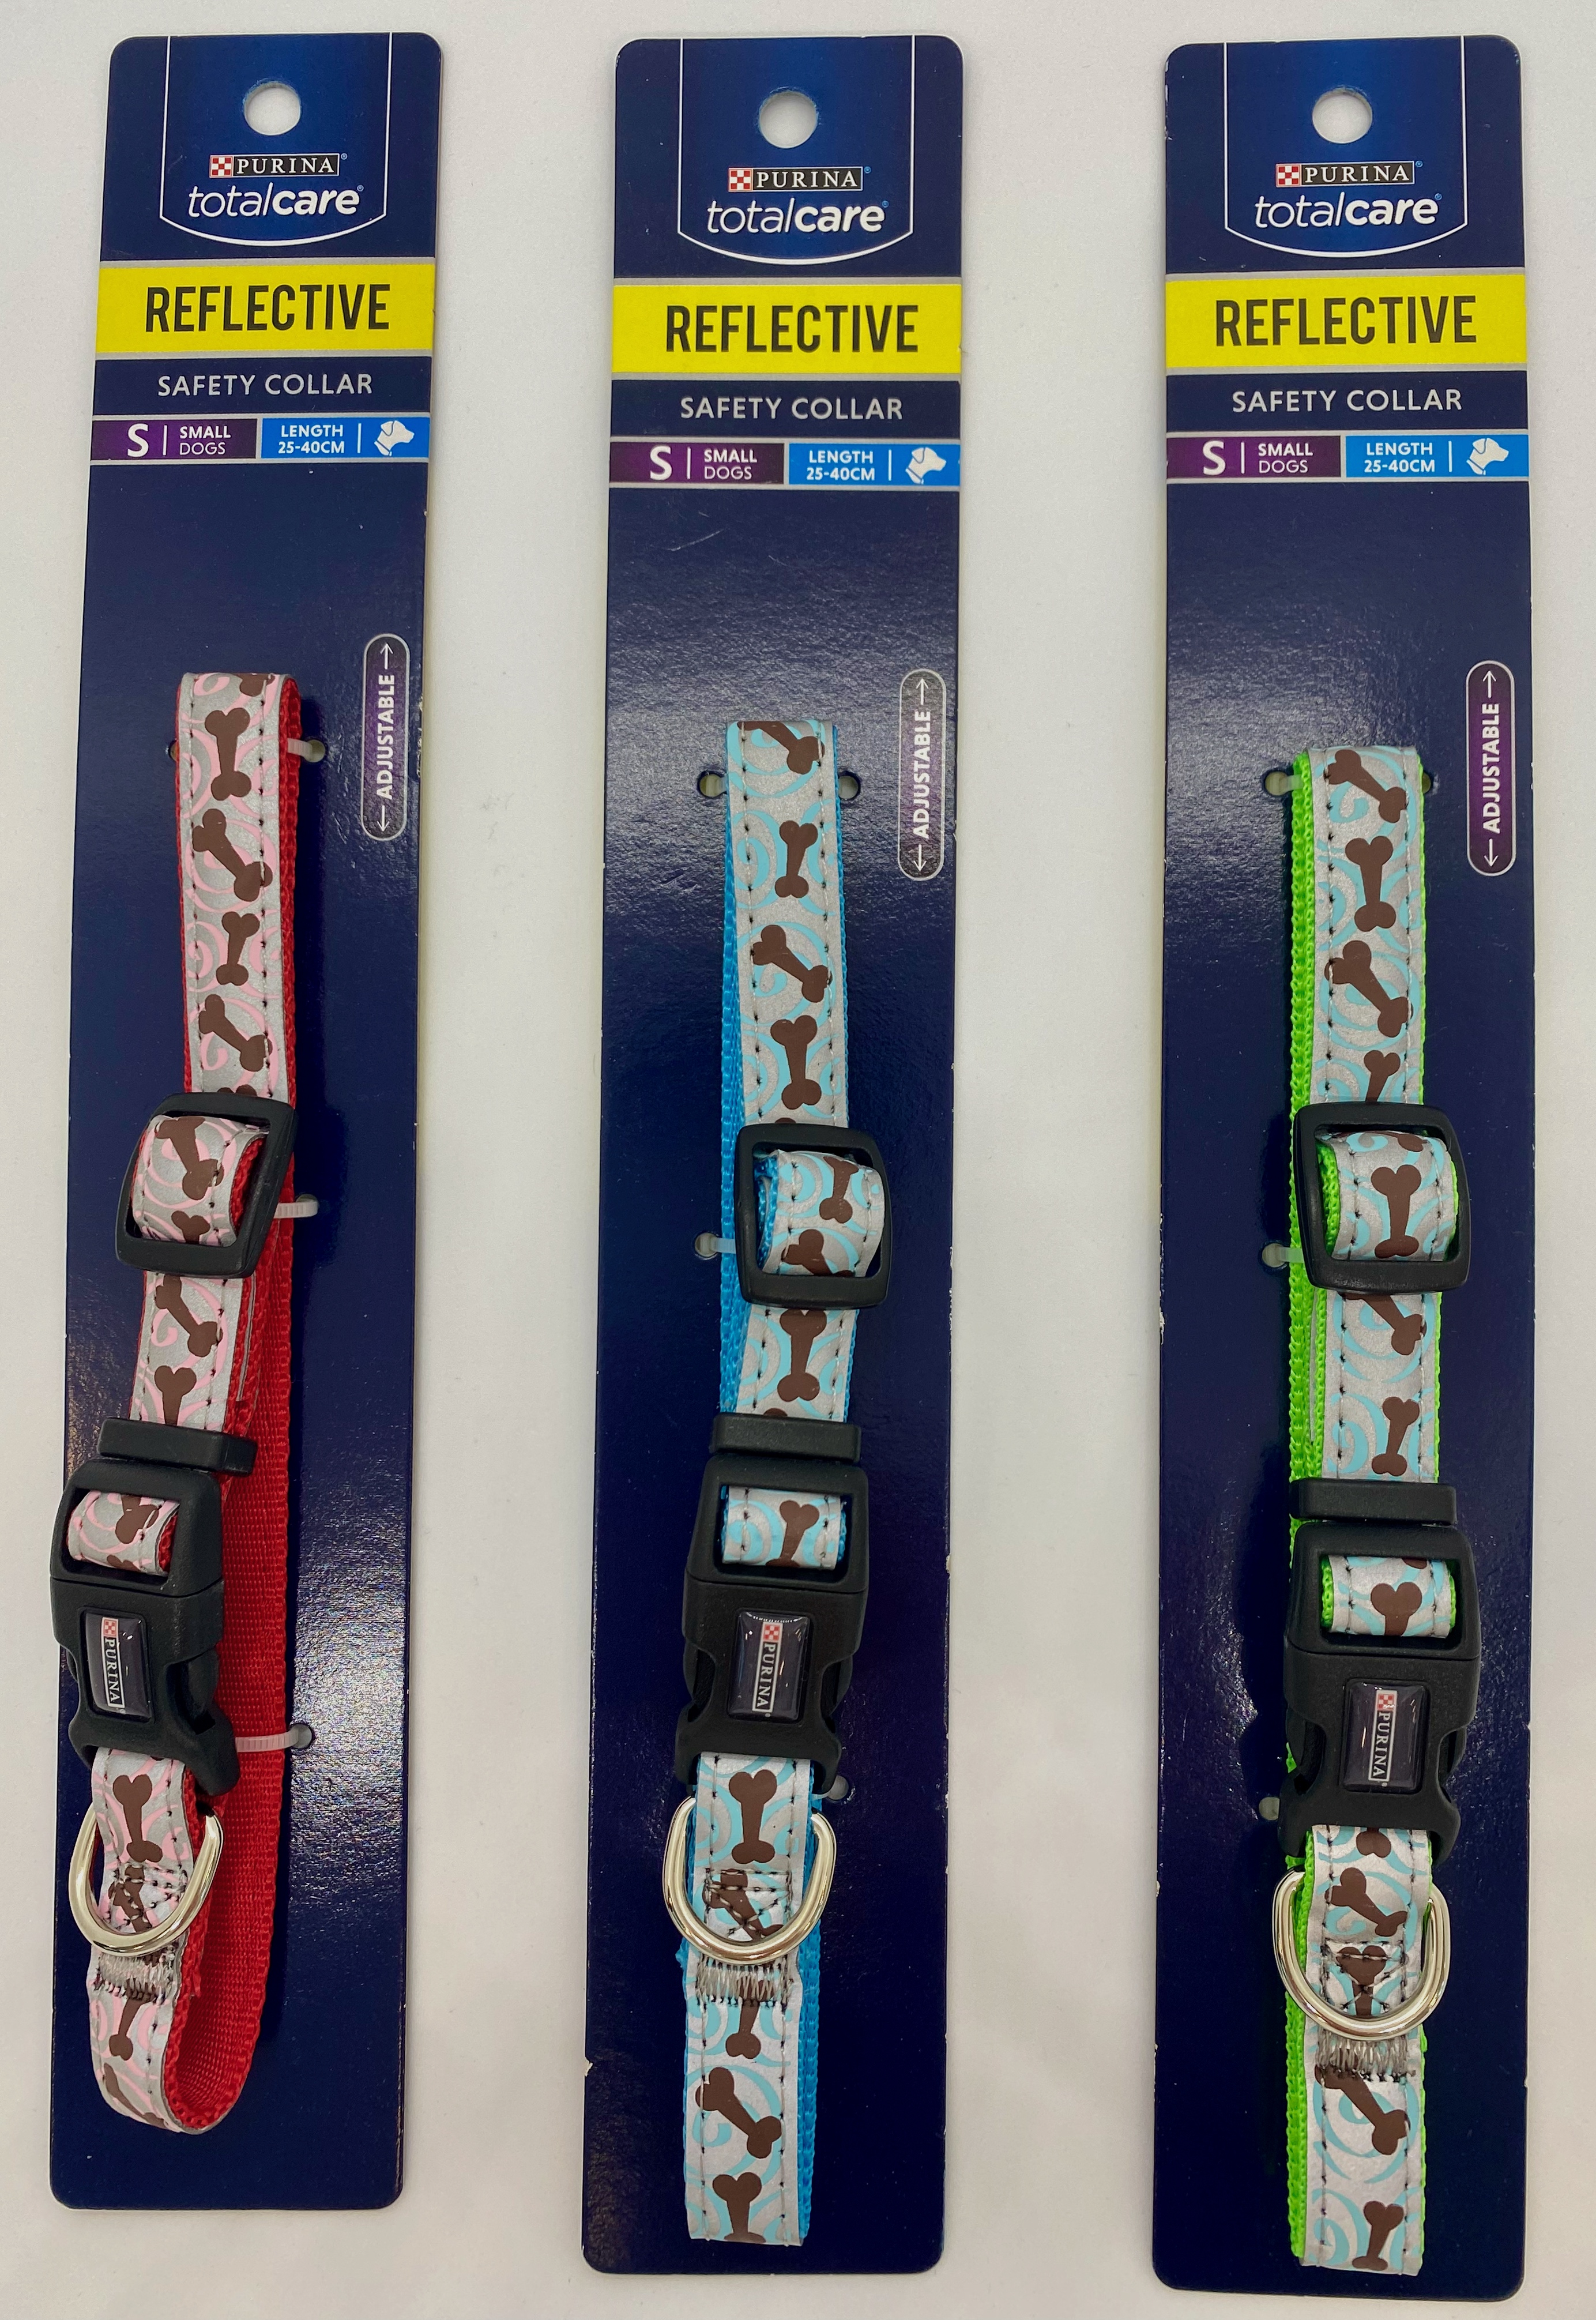 PURINA®
totalcare®
REFLECTIVE
SAFETY COLLAR
S | SMALL DOGS
LENGTH 25-40CM
← ADJUSTABLE →
PURINA
PURINA®
totalcare®
REFLECTIVE
SAFETY COLLAR
S | SMALL DOGS
LENGTH 25-40CM
← ADJUSTABLE →
PURINA®
PURINA®
totalcare®
REFLECTIVE
SAFETY COLLAR
S | SMALL DOGS
LENGTH 25-40CM
← ADJUSTABLE →
PURINA®